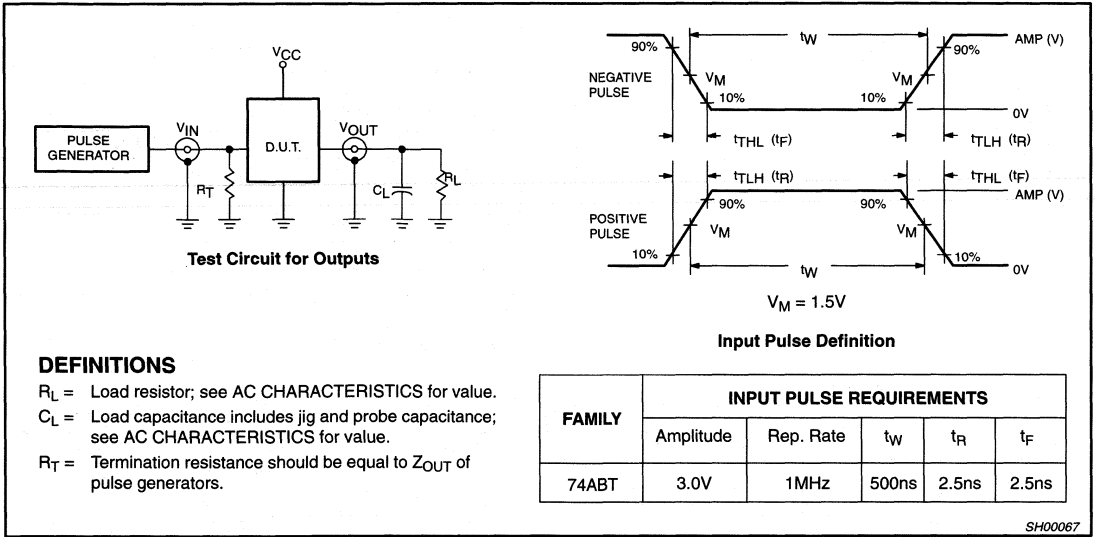 VCC
PULSE
GENERATOR
VIN
D.U.T.
VOUT
RT
CL
RL
Test Circuit for Outputs
90%
tW
90%
AMP (V)
NEGATIVE
PULSE
VM
VM
10%
10%
0V
tTHL (tF)
tTLH (tR)
tTLH (tR)
tTHL (tF)
AMP (V)
90%
90%
POSITIVE
PULSE
VM
VM
10%
10%
tW
0V
VM = 1.5V
Input Pulse Definition
DEFINITIONS
RL = Load resistor; see AC CHARACTERISTICS for value.
CL = Load capacitance includes jig and probe capacitance;
see AC CHARACTERISTICS for value.
RT = Termination resistance should be equal to ZOUT of
pulse generators.
FAMILY
INPUT PULSE REQUIREMENTS
Amplitude Rep. Rate tW tR tF
74ABT 3.0V 1MHz 500ns 2.5ns 2.5ns
SH00067